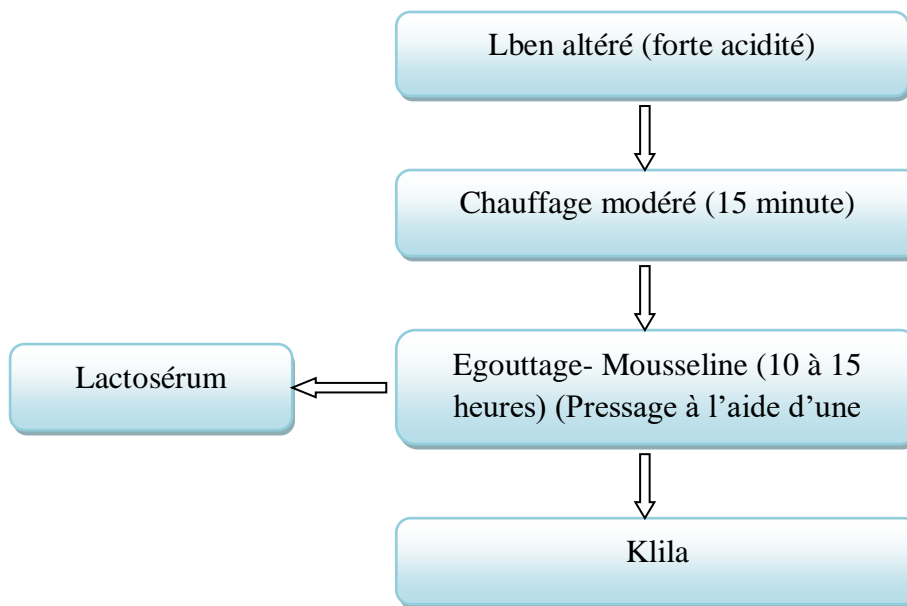 Lben altéré (forte acidité)
Chauffage modéré (15 minute)
Egouttage- Mousseline (10 à 15
heures) (Pressage à l’aide d’une
Lactosérum
Klila